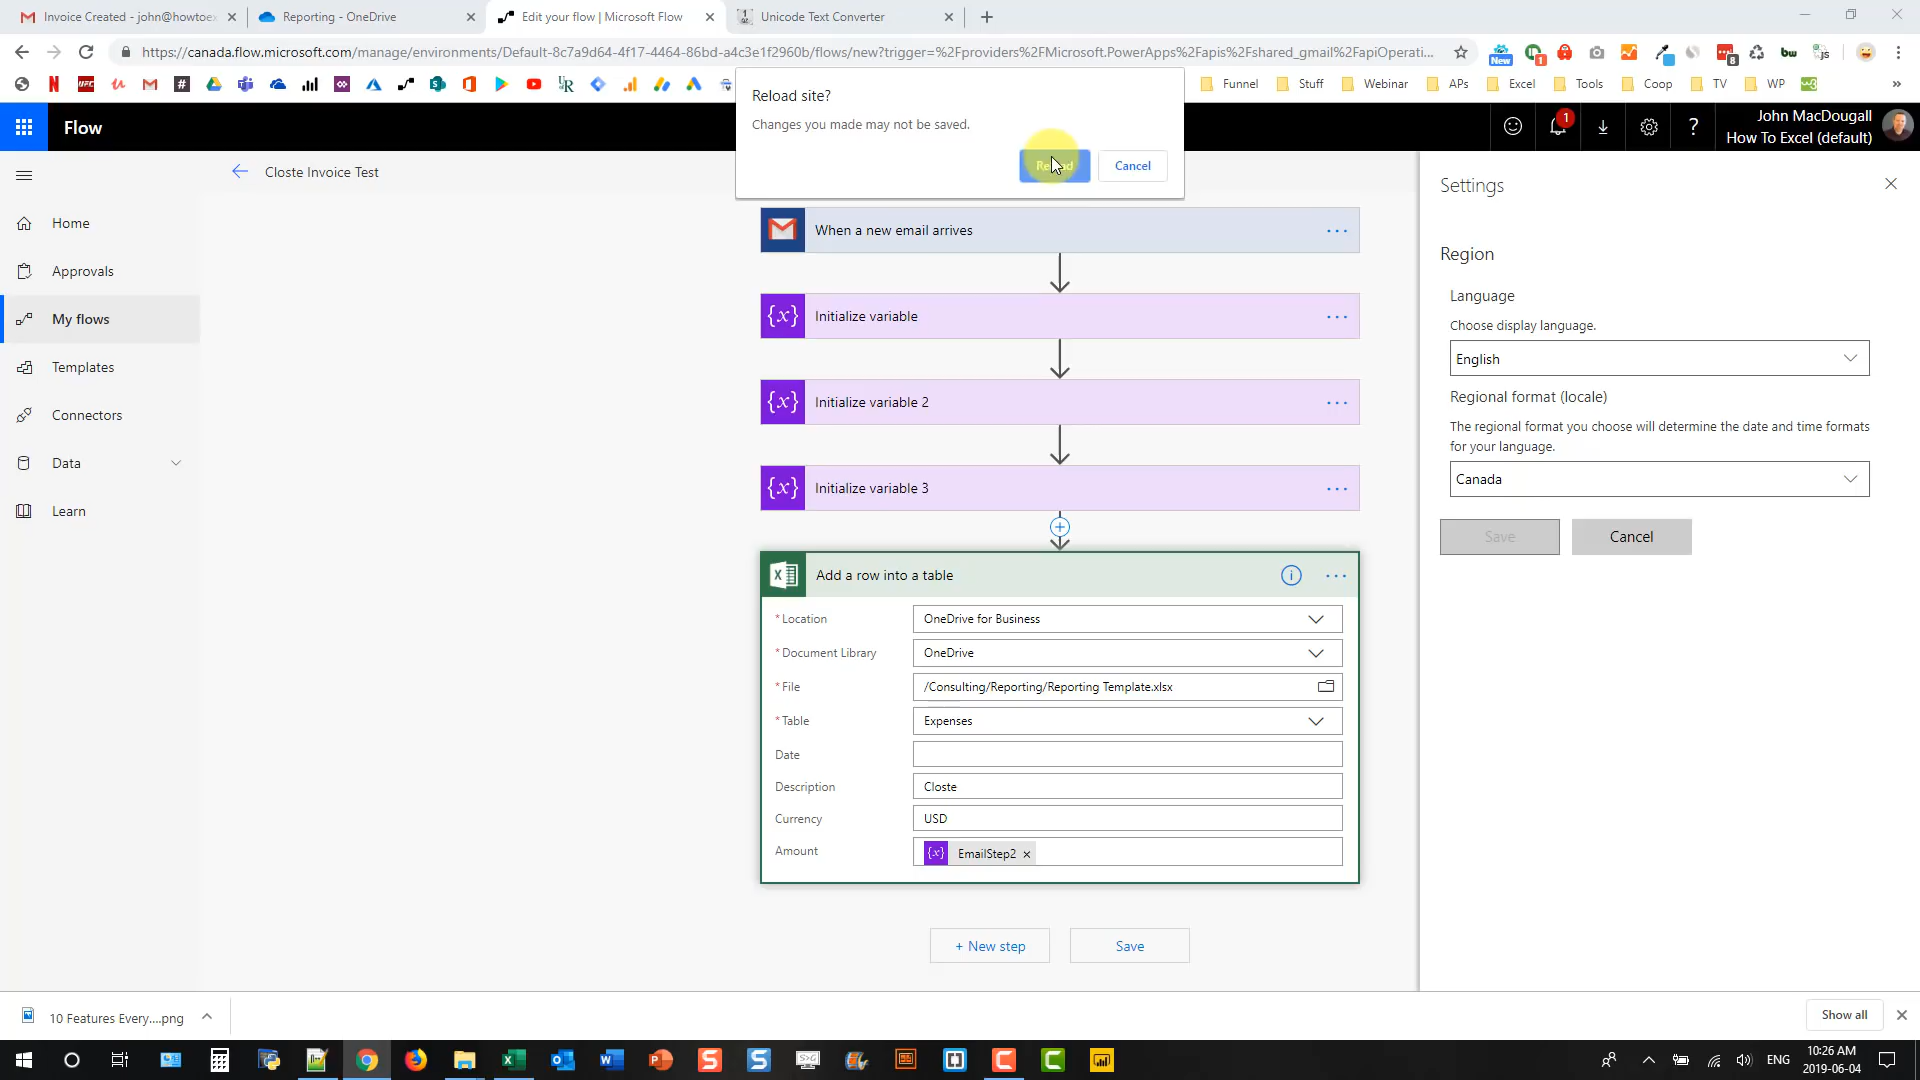 Invoice Created - john@howtoex
Reporting - OneDrive
Edit your flow | Microsoft Flow
Unicode Text Converter
https://canada.flow.microsoft.com/manage/environments/Default-8c7a9d64-4f17-4464-86bd-a4c3e1f2960b/flows/new?trigger=%2Fproviders%2FMicrosoft.PowerApps%2Fapis%2Fshared_gmail%2FapiOperati...
New
1
8
bw
js
Funnel
Stuff
Webinar
APs
Excel
Tools
Coop
TV
WP
Reload site?
Changes you made may not be saved.
Reload
Cancel
Flow
1
John MacDougall
How To Excel (default)
Closte Invoice Test
Home
Approvals
My flows
Templates
Connectors
Data
Learn
When a new email arrives
{x} Initialize variable
{x} Initialize variable 2
{x} Initialize variable 3
Add a row into a table
* Location
OneDrive for Business
* Document Library
OneDrive
* File
/Consulting/Reporting/Reporting Template.xlsx
* Table
Expenses
Date
Description
Closte
Currency
USD
Amount
{x} EmailStep2 ×
+ New step
Save
Settings
Region
Language
Choose display language.
English
Regional format (locale)
The regional format you choose will determine the date and time formats
for your language.
Canada
Save
Cancel
10 Features Every....png
Show all
ENG
10:26 AM
2019-06-04